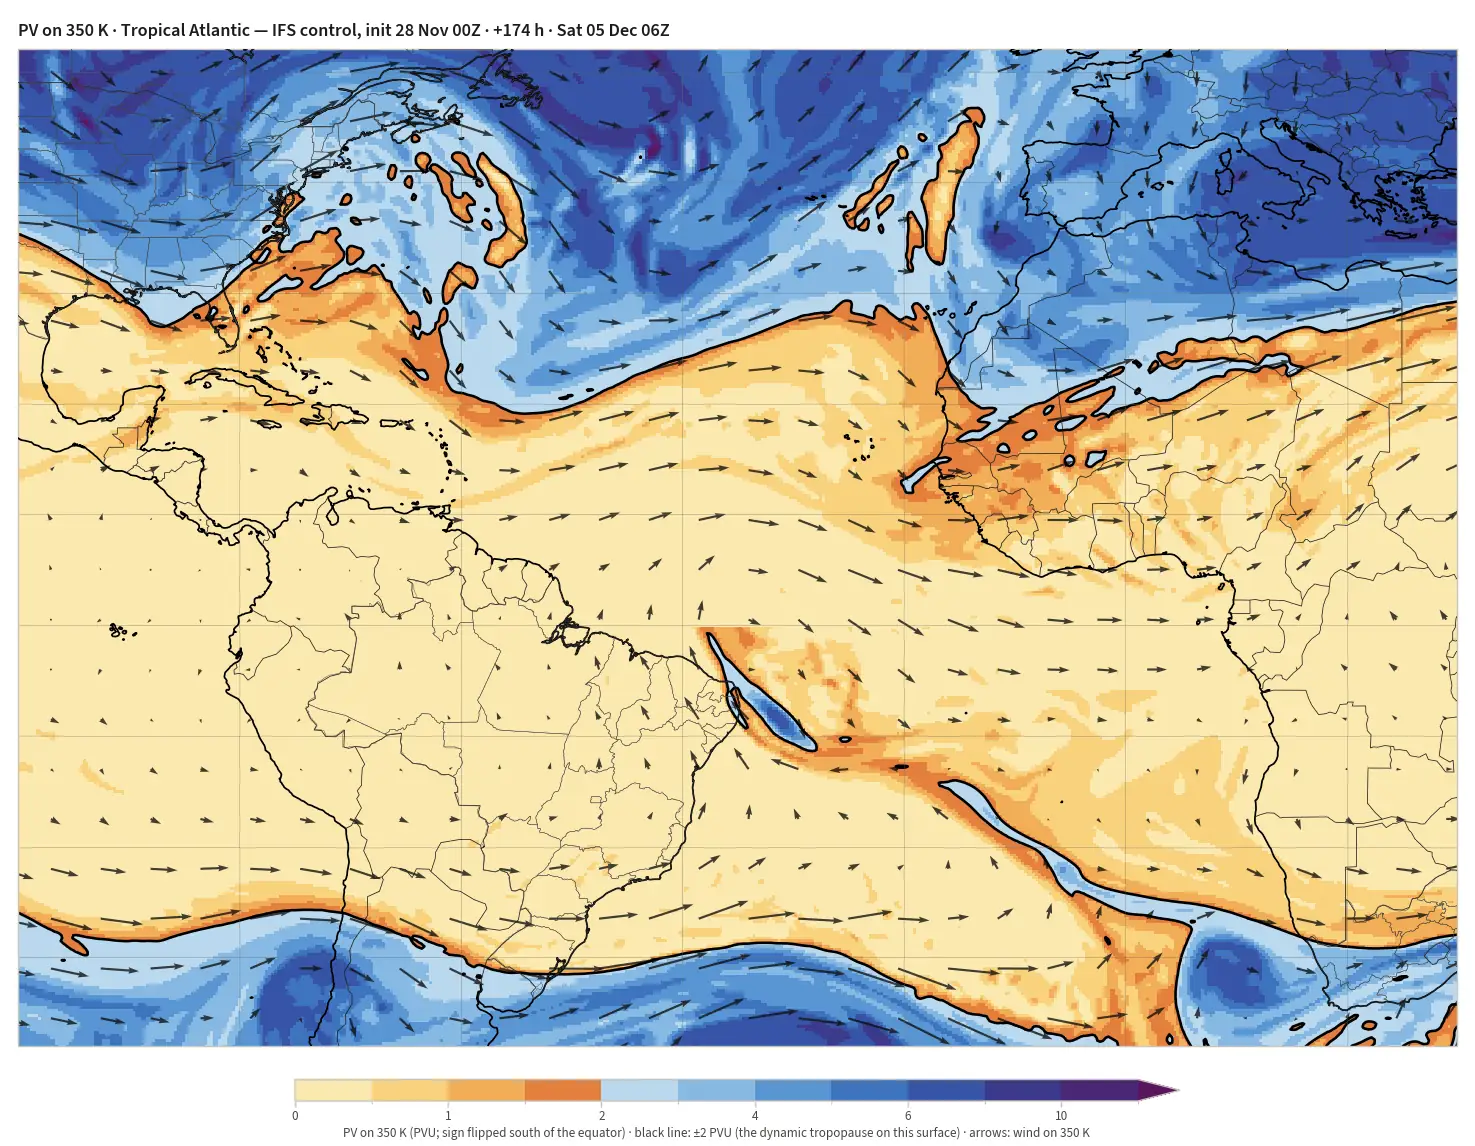 PV on 350 K · Tropical Atlantic — IFS control, init 28 Nov 00Z · +174 h · Sat 05 Dec 06Z
0 1 2 4 6 10
PV on 350 K (PVU; sign flipped south of the equator) · black line: ±2 PVU (the dynamic tropopause on this surface) · arrows: wind on 350 K